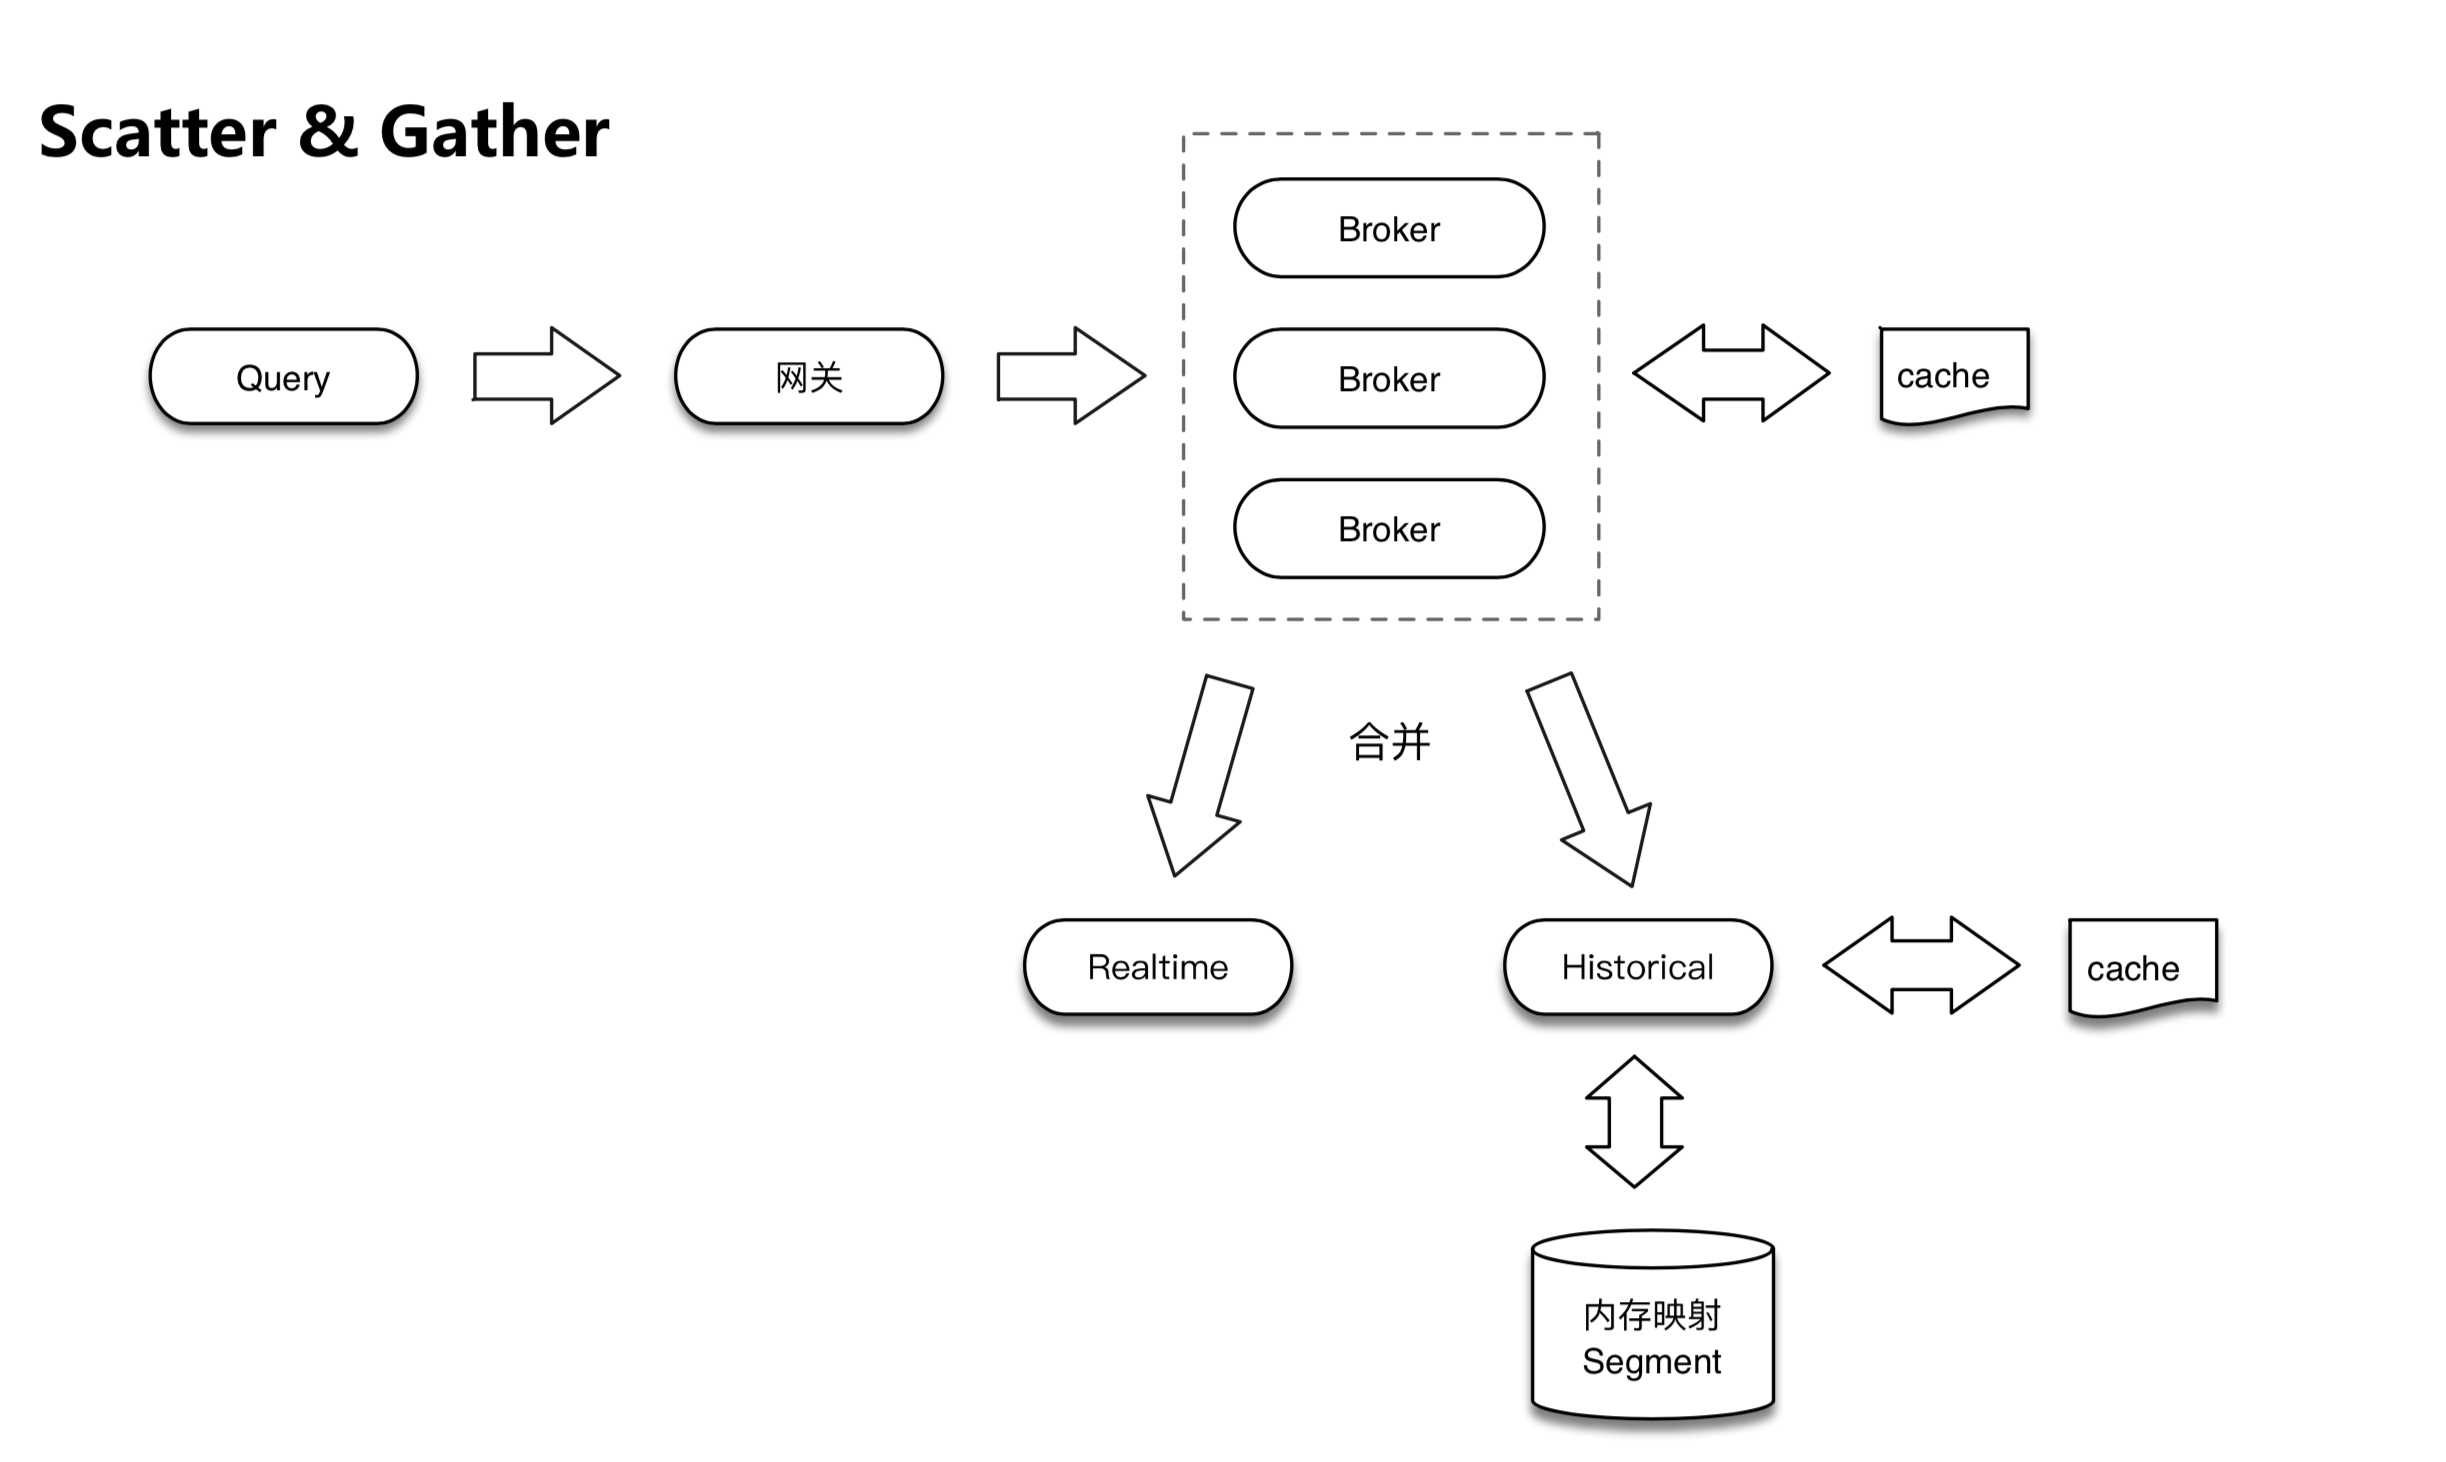 Scatter & Gather
Broker
Query
网关
Broker
cache
Broker
合并
Realtime
Historical
cache
内存映射
Segment